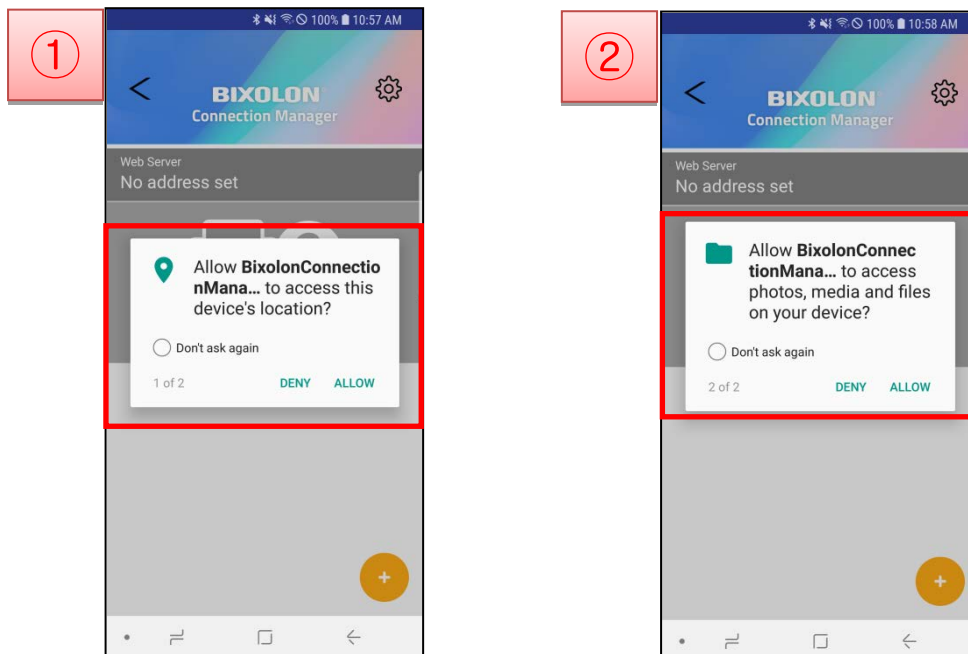 ①
100% 10:57 AM
BIXOLON
Connection Manager
Web Server
No address set
Allow BixolonConnectio
nMana... to access this
device's location?
Don't ask again
1 of 2 DENY ALLOW
+
②
100% 10:58 AM
BIXOLON
Connection Manager
Web Server
No address set
Allow BixolonConnec
tionMana... to access
photos, media and files
on your device?
Don't ask again
2 of 2 DENY ALLOW
+